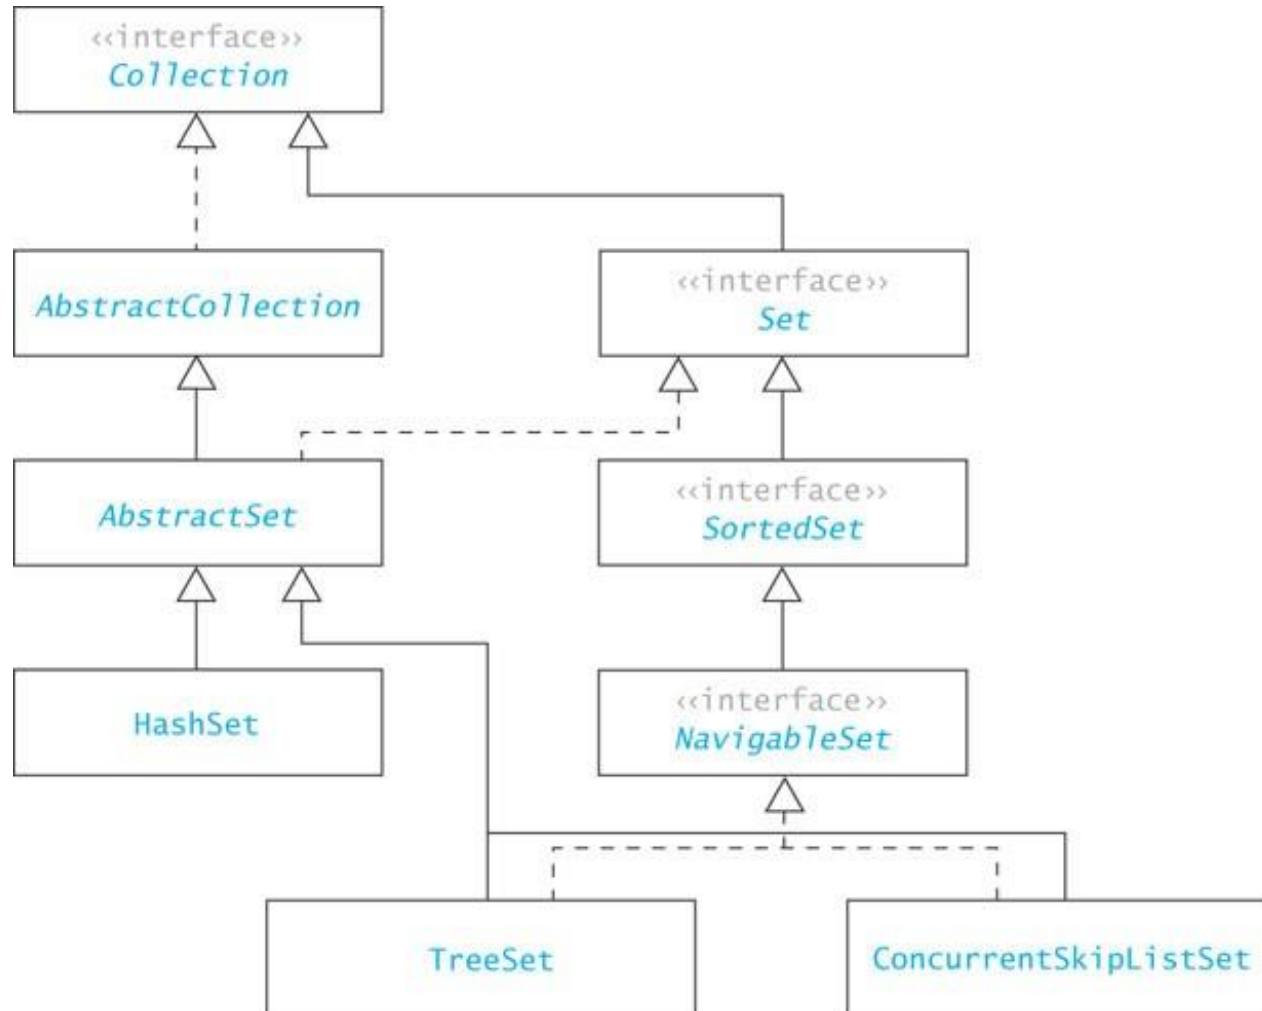 ‹‹interface››
Collection
AbstractCollection
‹‹interface››
Set
AbstractSet
‹‹interface››
SortedSet
HashSet
‹‹interface››
NavigableSet
TreeSet
ConcurrentSkipListSet